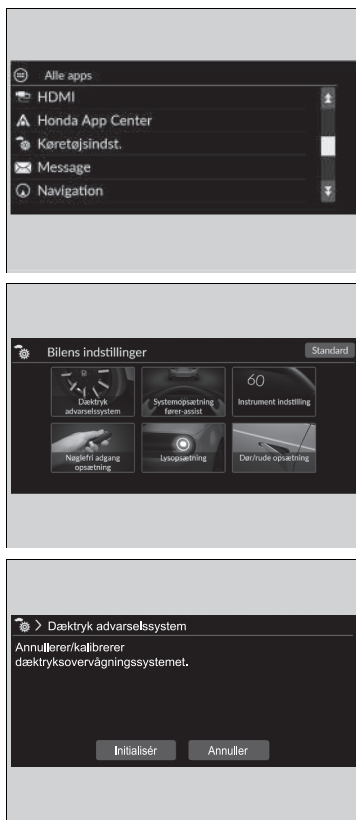 Alle apps
HDMI
Honda App Center
Køretøjsindst.
Message
Navigation
Bilens indstillinger
Standard
Dæktryk
advarselssystem
Systemopsætning
fører-assist
60
Instrument indstilling
Nøglefri adgang
opsætning
Lysopsætning
Dør/rude opsætning
> Dæktryk advarselssystem
Annullerer/kalibrerer
dæktryksovervågningssystemet.
Initialisér
Annuller